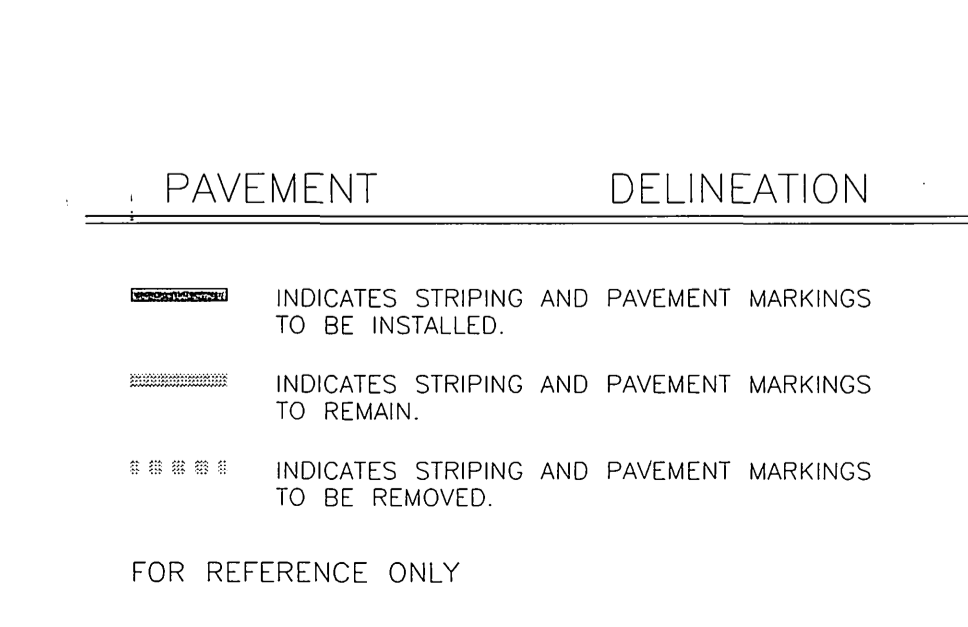 PAVEMENT DELINEATION
INDICATES STRIPING AND PAVEMENT MARKINGS
TO BE INSTALLED.
INDICATES STRIPING AND PAVEMENT MARKINGS
TO REMAIN.
INDICATES STRIPING AND PAVEMENT MARKINGS
TO BE REMOVED.
FOR REFERENCE ONLY